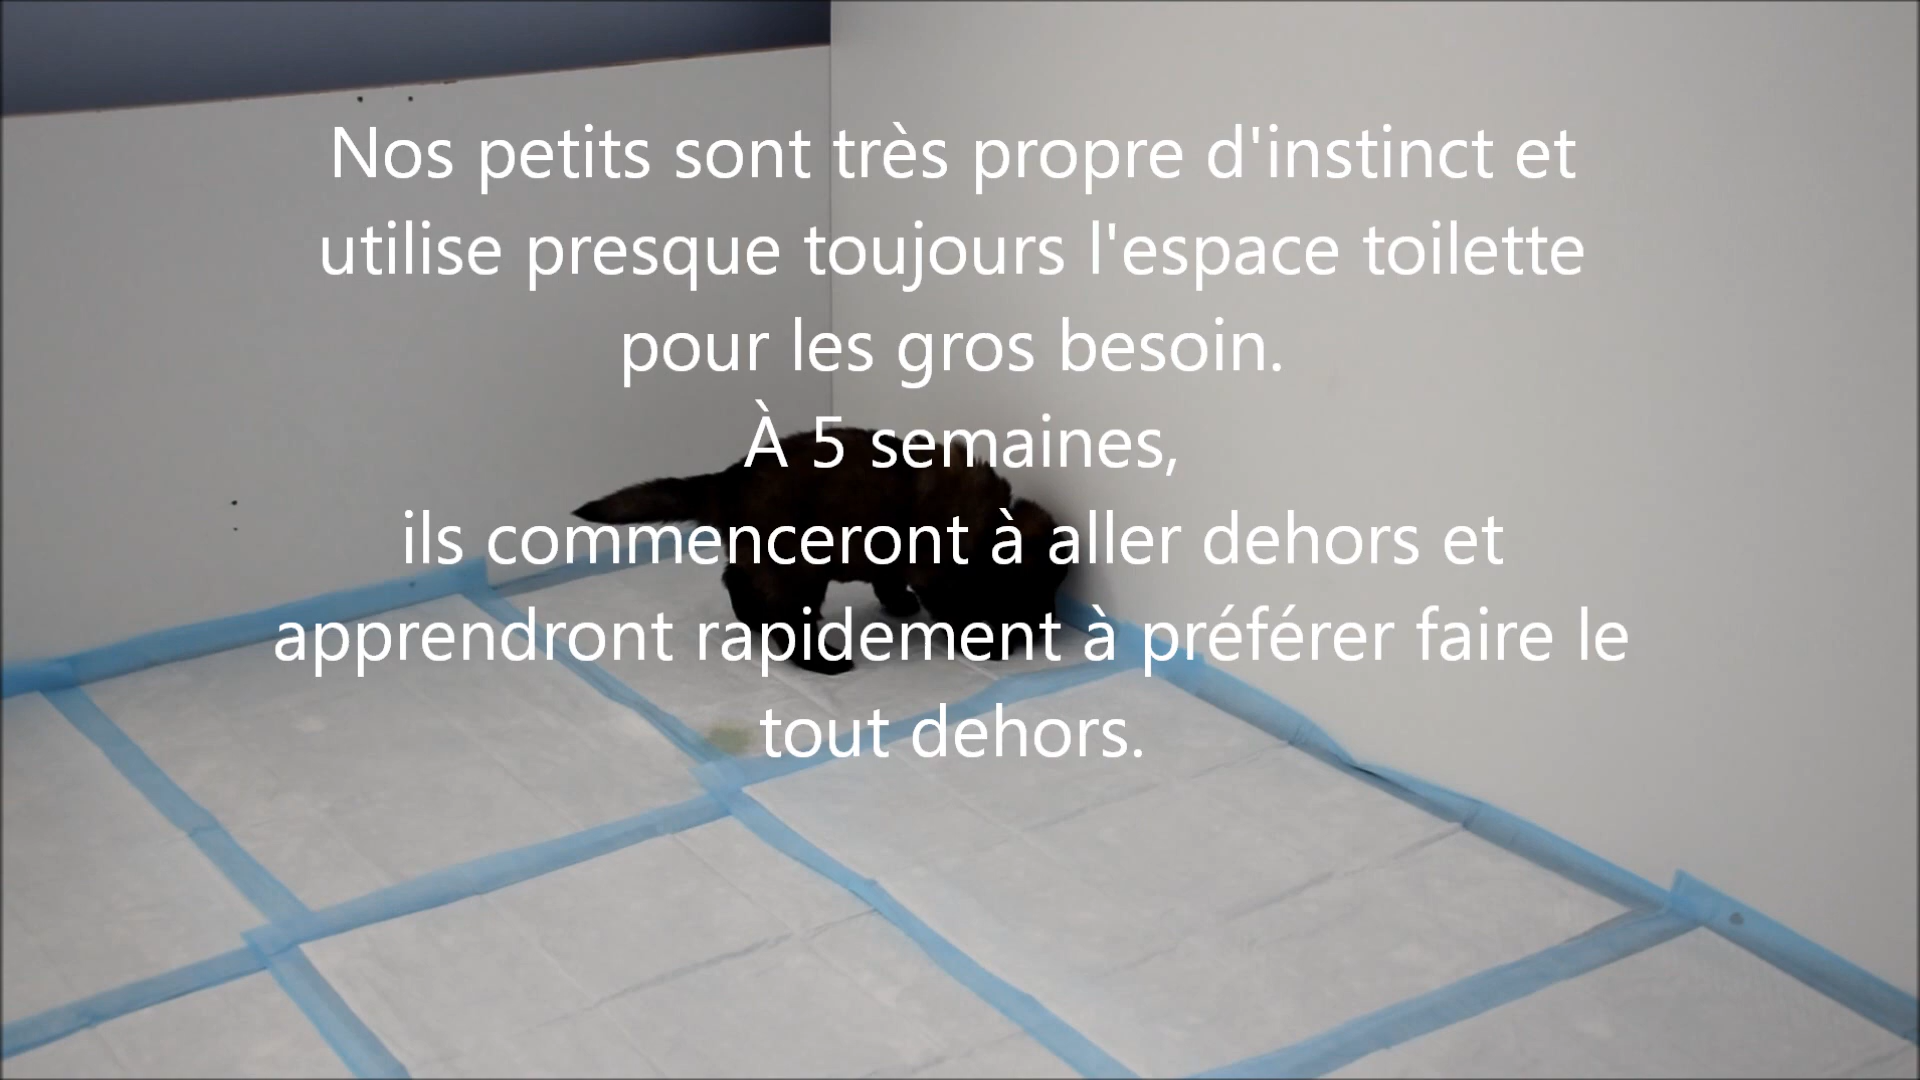 Nos petits sont très propre d'instinct et
utilise presque toujours l'espace toilette
pour les gros besoin.
À 5 semaines,
ils commenceront à aller dehors et
apprendront rapidement à préférer faire le
tout dehors.